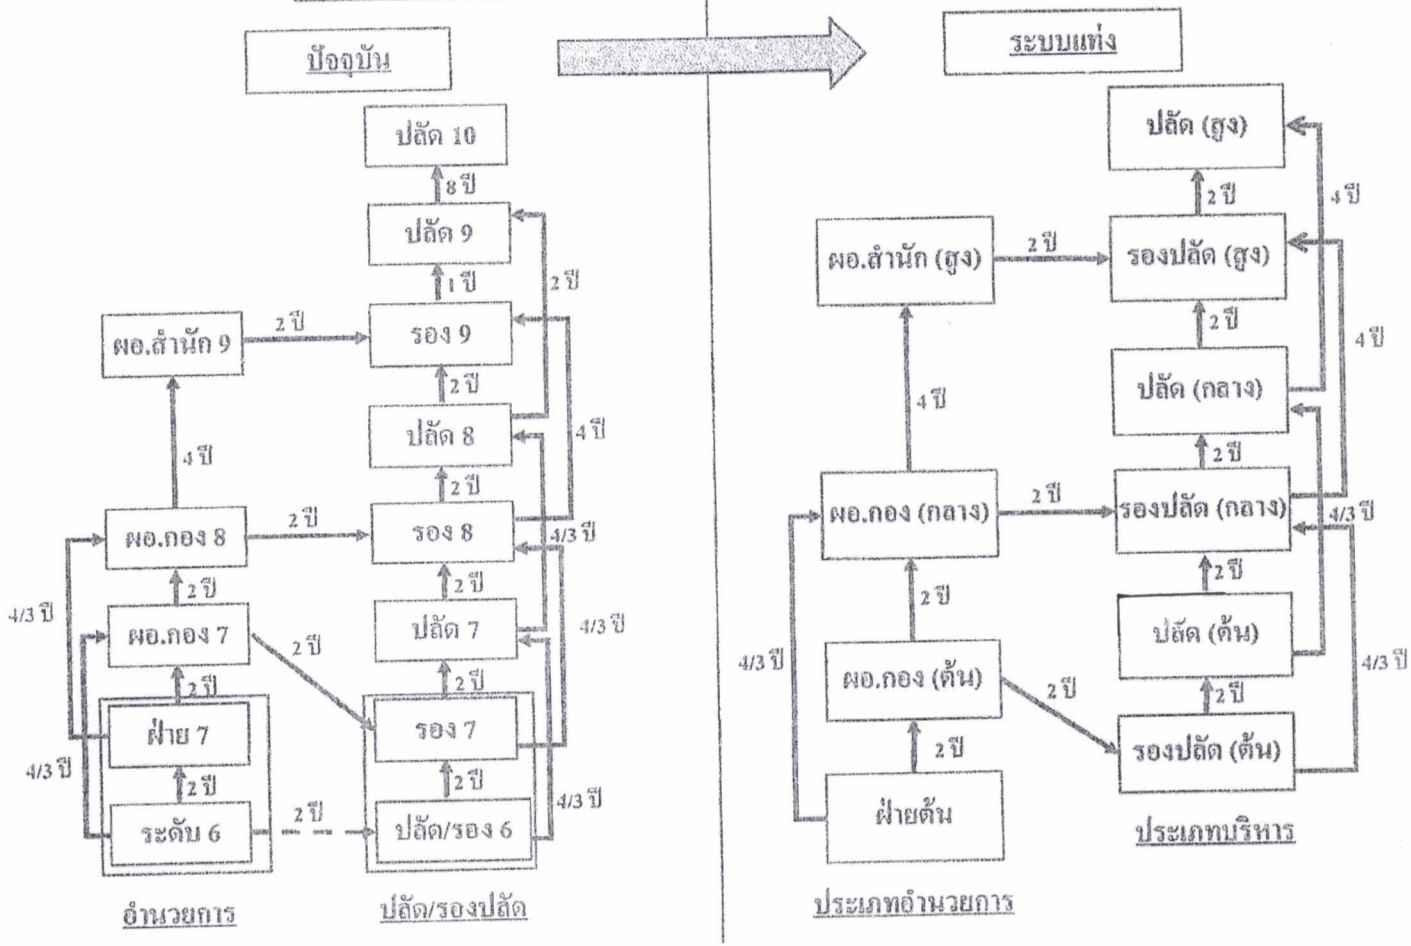 ปัจจุบัน
ปลัด 10
8 ปี
ปลัด 9
1 ปี
2 ปี
ผอ.สำนัก 9
2 ปี
รอง 9
2 ปี
4 ปี
ปลัด 8
4 ปี
2 ปี
ผอ.กอง 8
2 ปี
รอง 8
4/3 ปี
2 ปี
2 ปี
4/3 ปี
ผอ.กอง 7
2 ปี
ปลัด 7
4/3 ปี
2 ปี
2 ปี
ฝ่าย 7
รอง 7
4/3 ปี
2 ปี
2 ปี
4/3 ปี
ระดับ 6
2 ปี
ปลัด/รอง 6
อำนวยการ
ปลัด/รองปลัด
ระบบแท่ง
ปลัด (สูง)
2 ปี
4 ปี
ผอ.สำนัก (สูง)
2 ปี
รองปลัด (สูง)
2 ปี
4 ปี
ปลัด (กลาง)
4 ปี
2 ปี
ผอ.กอง (กลาง)
2 ปี
รองปลัด (กลาง)
4/3 ปี
2 ปี
2 ปี
ปลัด (ต้น)
4/3 ปี
ผอ.กอง (ต้น)
2 ปี
2 ปี
4/3 ปี
รองปลัด (ต้น)
2 ปี
ฝ่ายต้น
ประเภทบริหาร
ประเภทอำนวยการ